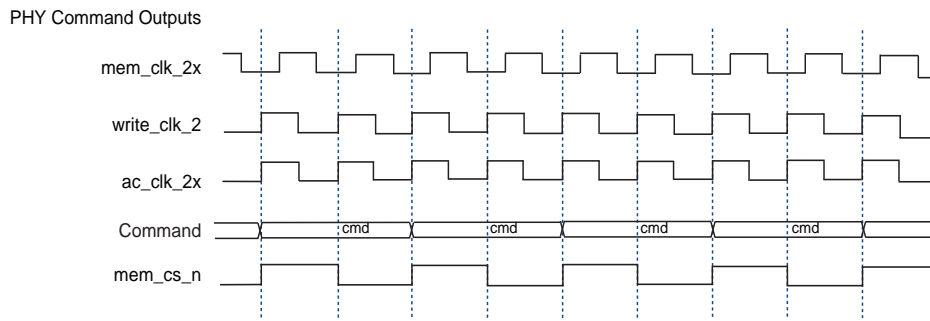 PHY Command Outputs
mem_clk_2x
write_clk_2
ac_clk_2x
Command cmd cmd cmd cmd
mem_cs_n